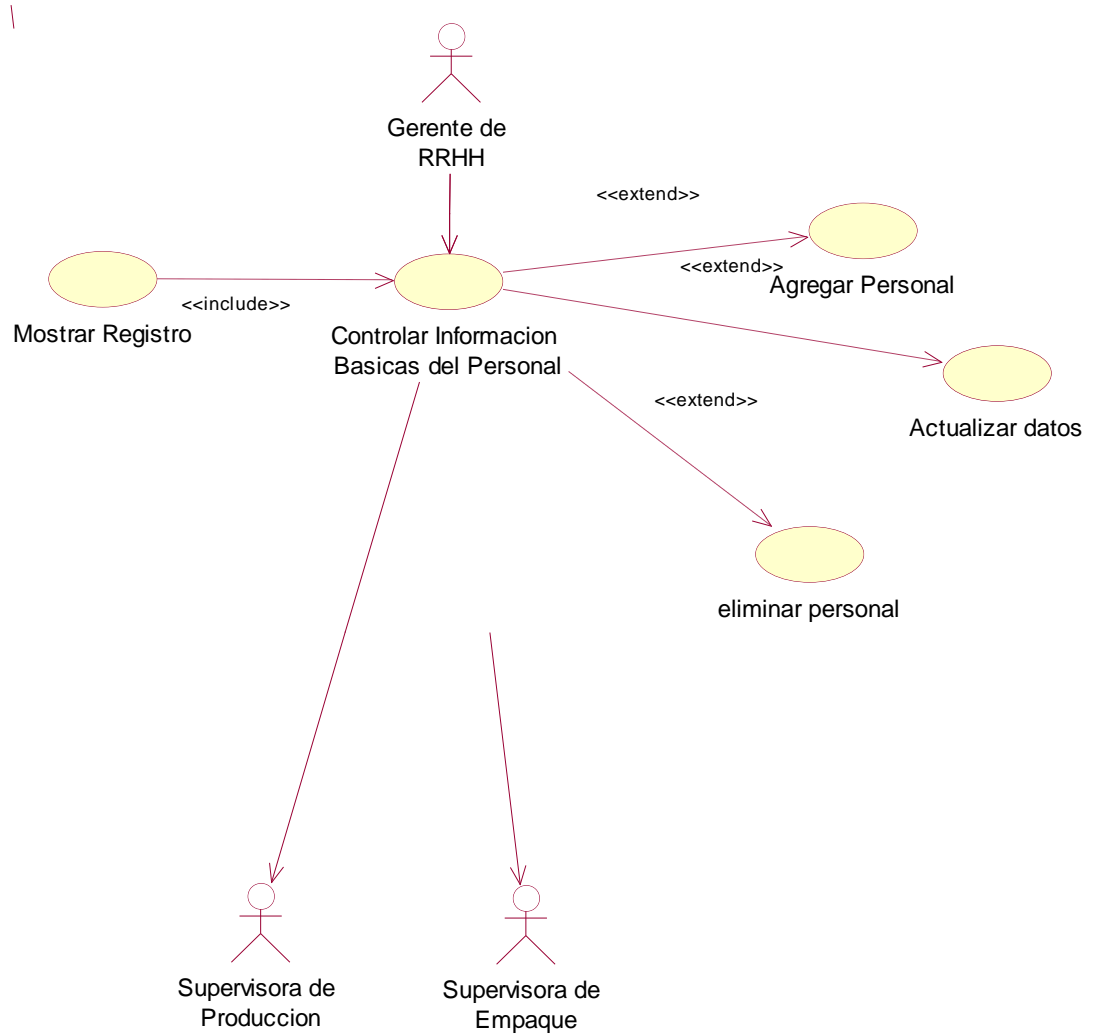 Gerente de
RRHH
<<extend>>
<<extend>>
Agregar Personal
<<include>>
Mostrar Registro
Controlar Informacion
Basicas del Personal
<<extend>>
Actualizar datos
eliminar personal
Supervisora de
Produccion
Supervisora de
Empaque